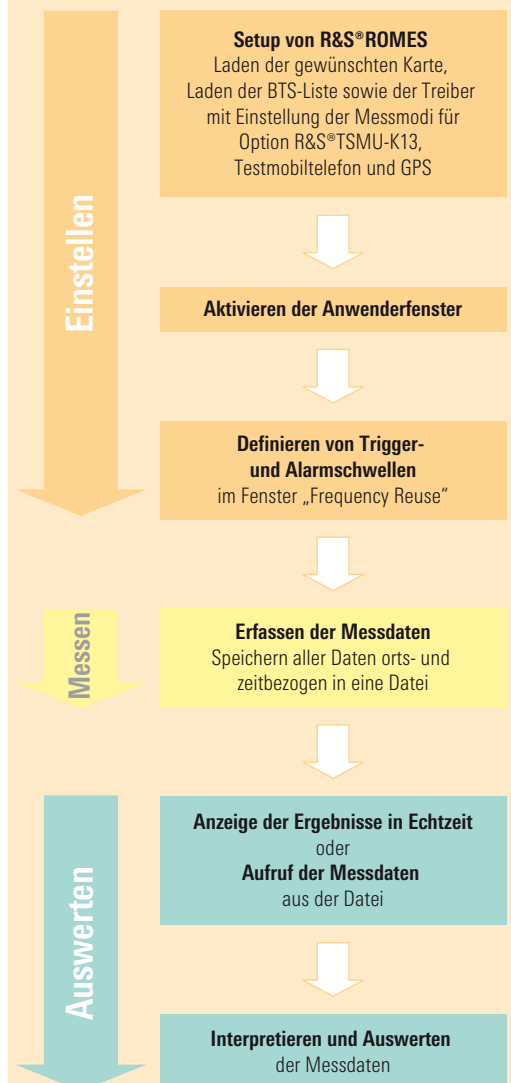 Einstellen
Setup von R&S®ROMES
Laden der gewünschten Karte,
Laden der BTS-Liste sowie der Treiber
mit Einstellung der Messmodi für
Option R&S®TSMU-K13,
Testmobiltelefon und GPS
Aktivieren der Anwenderfenster
Definieren von Trigger-
und Alarmschwellen
im Fenster „Frequency Reuse“
Messen
Erfassen der Messdaten
Speichern aller Daten orts- und
zeitbezogen in eine Datei
Auswerten
Anzeige der Ergebnisse in Echtzeit
oder
Aufruf der Messdaten
aus der Datei
Interpretieren und Auswerten
der Messdaten